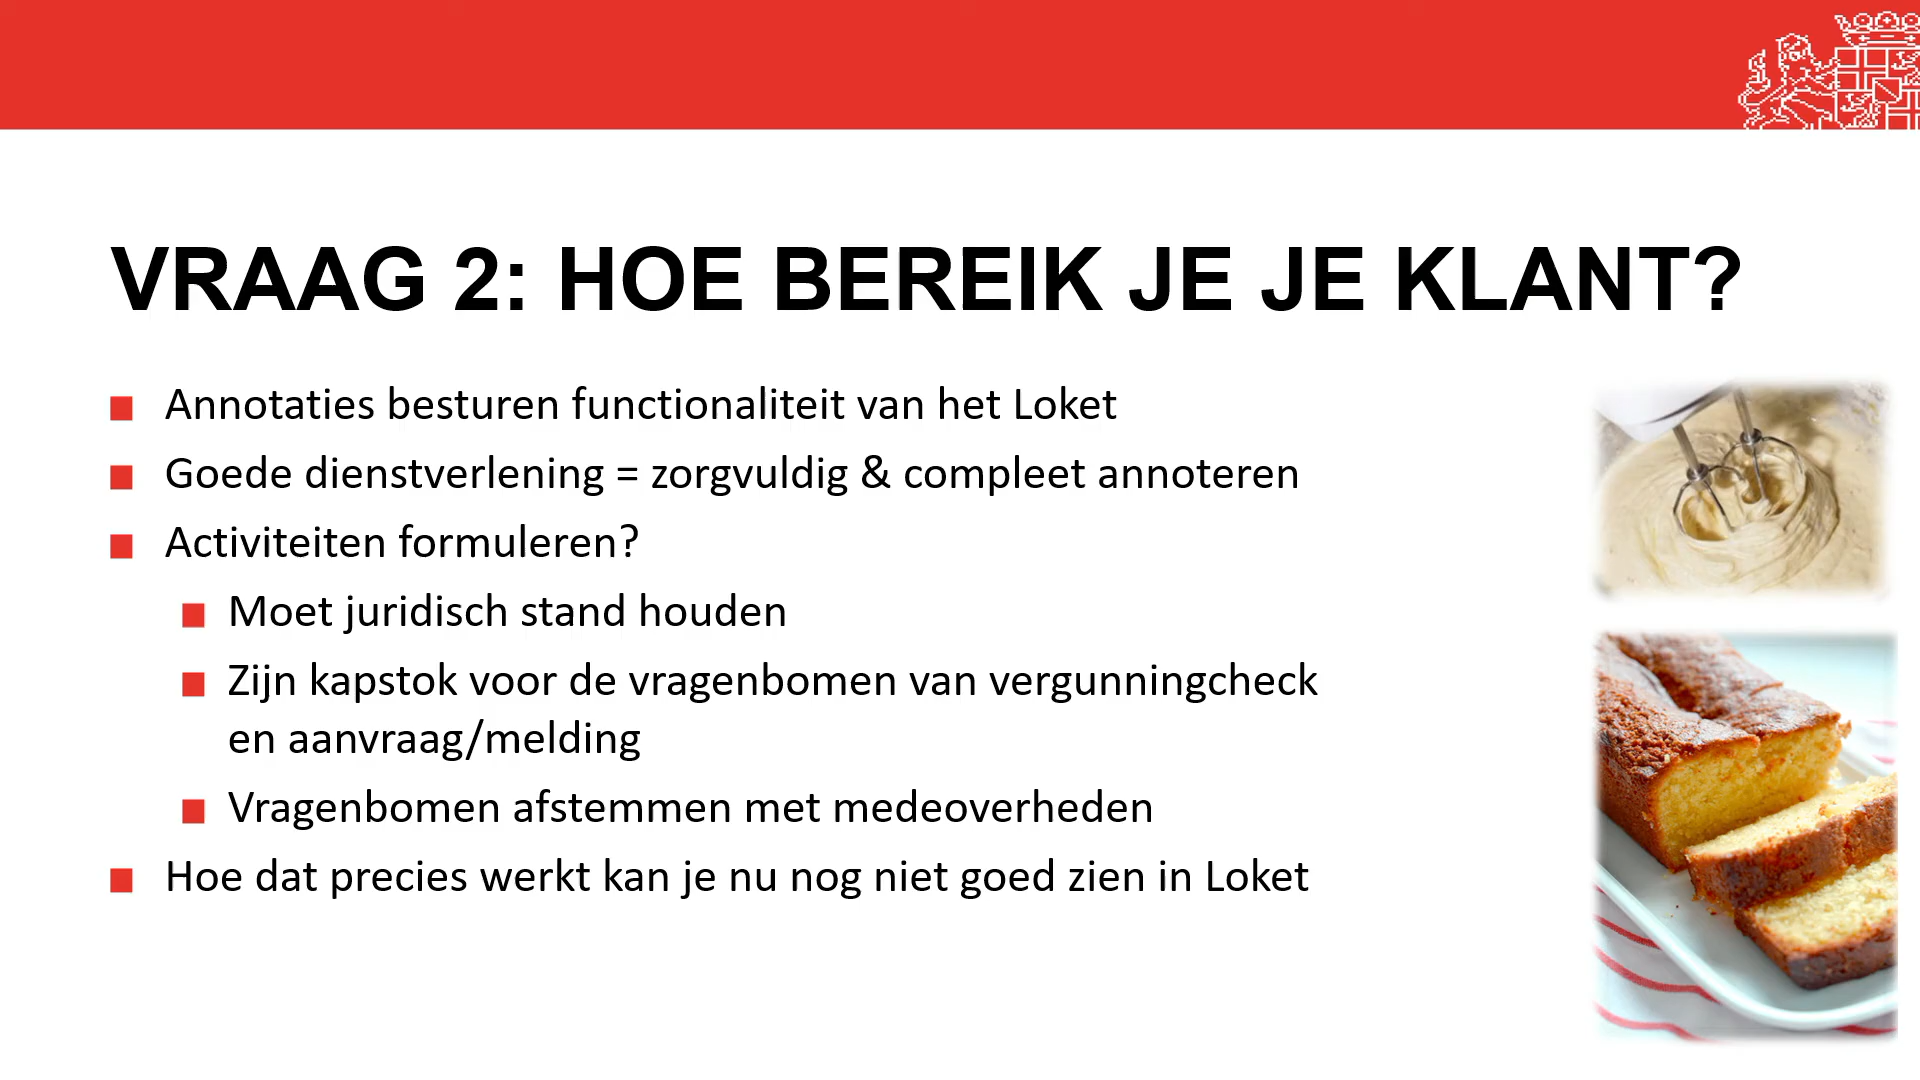 VRAAG 2: HOE BEREIK JE JE KLANT?
Annotaties besturen functionaliteit van het Loket
Goede dienstverlening = zorgvuldig & compleet annoteren
Activiteiten formuleren?
Moet juridisch stand houden
Zijn kapstok voor de vragenbomen van vergunningcheck
en aanvraag/melding
Vragenbomen afstemmen met medeoverheden
Hoe dat precies werkt kan je nu nog niet goed zien in Loket